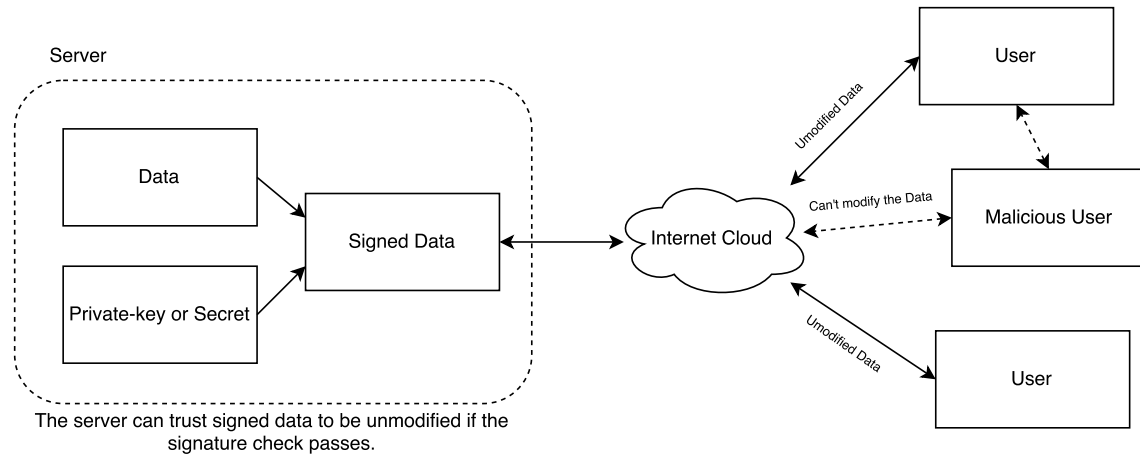 Server
Data
Private-key or Secret
Signed Data
The server can trust signed data to be unmodified if the
signature check passes.
Internet Cloud
Umodified Data
Can't modify the Data
Umodified Data
User
Malicious User
User